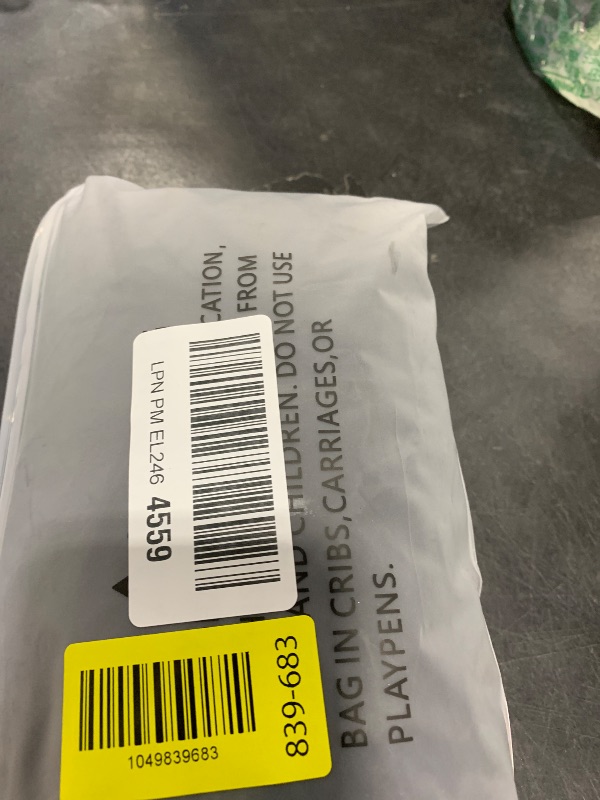 CATION,
FROM
AND CHILDREN. DO NOT USE
BAG IN CRIBS, CARRIAGES, OR
PLAYPENS.
LPN PM EL246 4559
1049839683
839-683